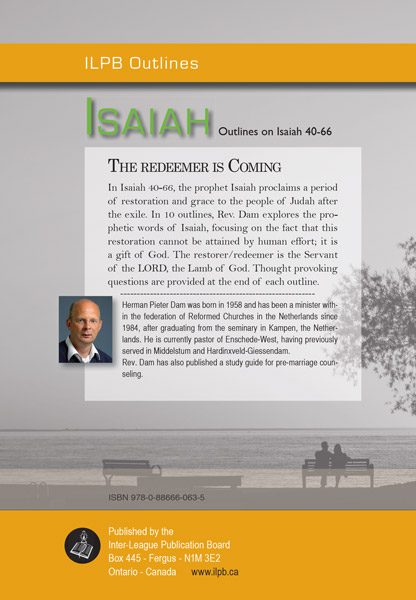 ILPB Outlines
ISAIAH Outlines on Isaiah 40-66
THE REDEEMER IS COMING
In Isaiah 40-66, the prophet Isaiah proclaims a period
of restoration and grace to the people of Judah after
the exile. In 10 outlines, Rev. Dam explores the pro-
phetic words of Isaiah, focusing on the fact that this
restoration cannot be attained by human effort; it is
a gift of God. The restorer/redeemer is the Servant
of the LORD, the Lamb of God. Thought provoking
questions are provided at the end of each outline.
Herman Pieter Dam was born in 1958 and has been a minister with-
in the federation of Reformed Churches in the Netherlands since
1984, after graduating from the seminary in Kampen, the Nether-
lands. He is currently pastor of Enschede-West, having previously
served in Middelstum and Hardinxveld-Giessendam.
Rev. Dam has also published a study guide for pre-marriage coun-
seling.
ISBN 978-0-88666-063-5
Published by the
Inter-League Publication Board
Box 445 - Fergus - N1M 3E2
Ontario - Canada www.ilpb.ca